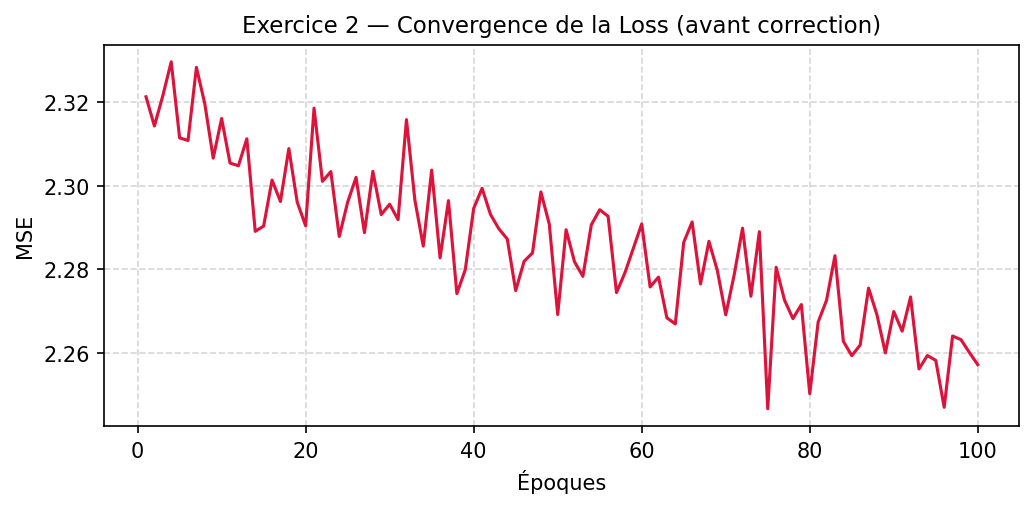 Exercice 2 — Convergence de la Loss (avant correction)
MSE
2.32
2.30
2.28
2.26
0 20 40 60 80 100
Époques